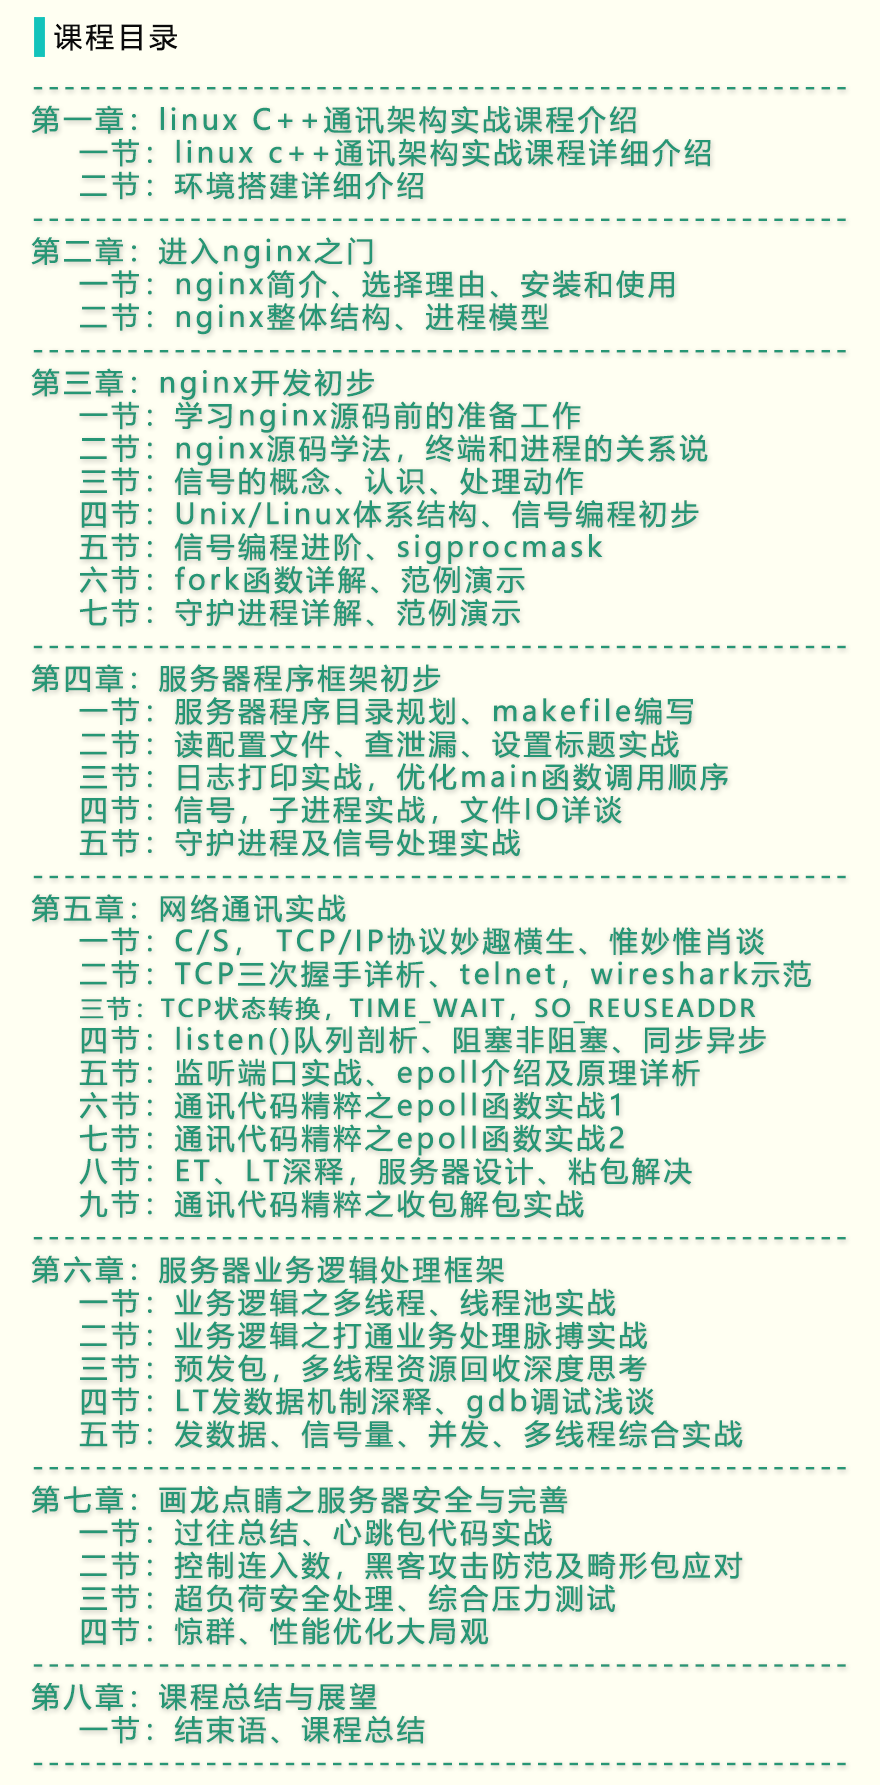 课程目录
--------------------------------------------------
第一章：linux C++通讯架构实战课程介绍
一节：linux c++通讯架构实战课程详细介绍
二节：环境搭建详细介绍
--------------------------------------------------
第二章：进入nginx之门
一节：nginx简介、选择理由、安装和使用
二节：nginx整体结构、进程模型
--------------------------------------------------
第三章：nginx开发初步
一节：学习nginx源码前的准备工作
二节：nginx源码学法，终端和进程的关系说
三节：信号的概念、认识、处理动作
四节：Unix/Linux体系结构、信号编程初步
五节：信号编程进阶、sigprocmask
六节：fork函数详解、范例演示
七节：守护进程详解、范例演示
--------------------------------------------------
第四章：服务器程序框架初步
一节：服务器程序目录规划、makefile编写
二节：读配置文件、查泄漏、设置标题实战
三节：日志打印实战，优化main函数调用顺序
四节：信号，子进程实战，文件IO详谈
五节：守护进程及信号处理实战
--------------------------------------------------
第五章：网络通讯实战
一节：C/S， TCP/IP协议妙趣横生、惟妙惟肖谈
二节：TCP三次握手详析、telnet，wireshark示范
三节：TCP状态转换，TIME_WAIT，SO_REUSEADDR
四节：listen()队列剖析、阻塞非阻塞、同步异步
五节：监听端口实战、epoll介绍及原理详析
六节：通讯代码精粹之epoll函数实战1
七节：通讯代码精粹之epoll函数实战2
八节：ET、LT深释，服务器设计、粘包解决
九节：通讯代码精粹之收包解包实战
--------------------------------------------------
第六章：服务器业务逻辑处理框架
一节：业务逻辑之多线程、线程池实战
二节：业务逻辑之打通业务处理脉搏实战
三节：预发包，多线程资源回收深度思考
四节：LT发数据机制深释、gdb调试浅谈
五节：发数据、信号量、并发、多线程综合实战
--------------------------------------------------
第七章：画龙点睛之服务器安全与完善
一节：过往总结、心跳包代码实战
二节：控制连入数，黑客攻击防范及畸形包应对
三节：超负荷安全处理、综合压力测试
四节：惊群、性能优化大局观
--------------------------------------------------
第八章：课程总结与展望
一节：结束语、课程总结
--------------------------------------------------